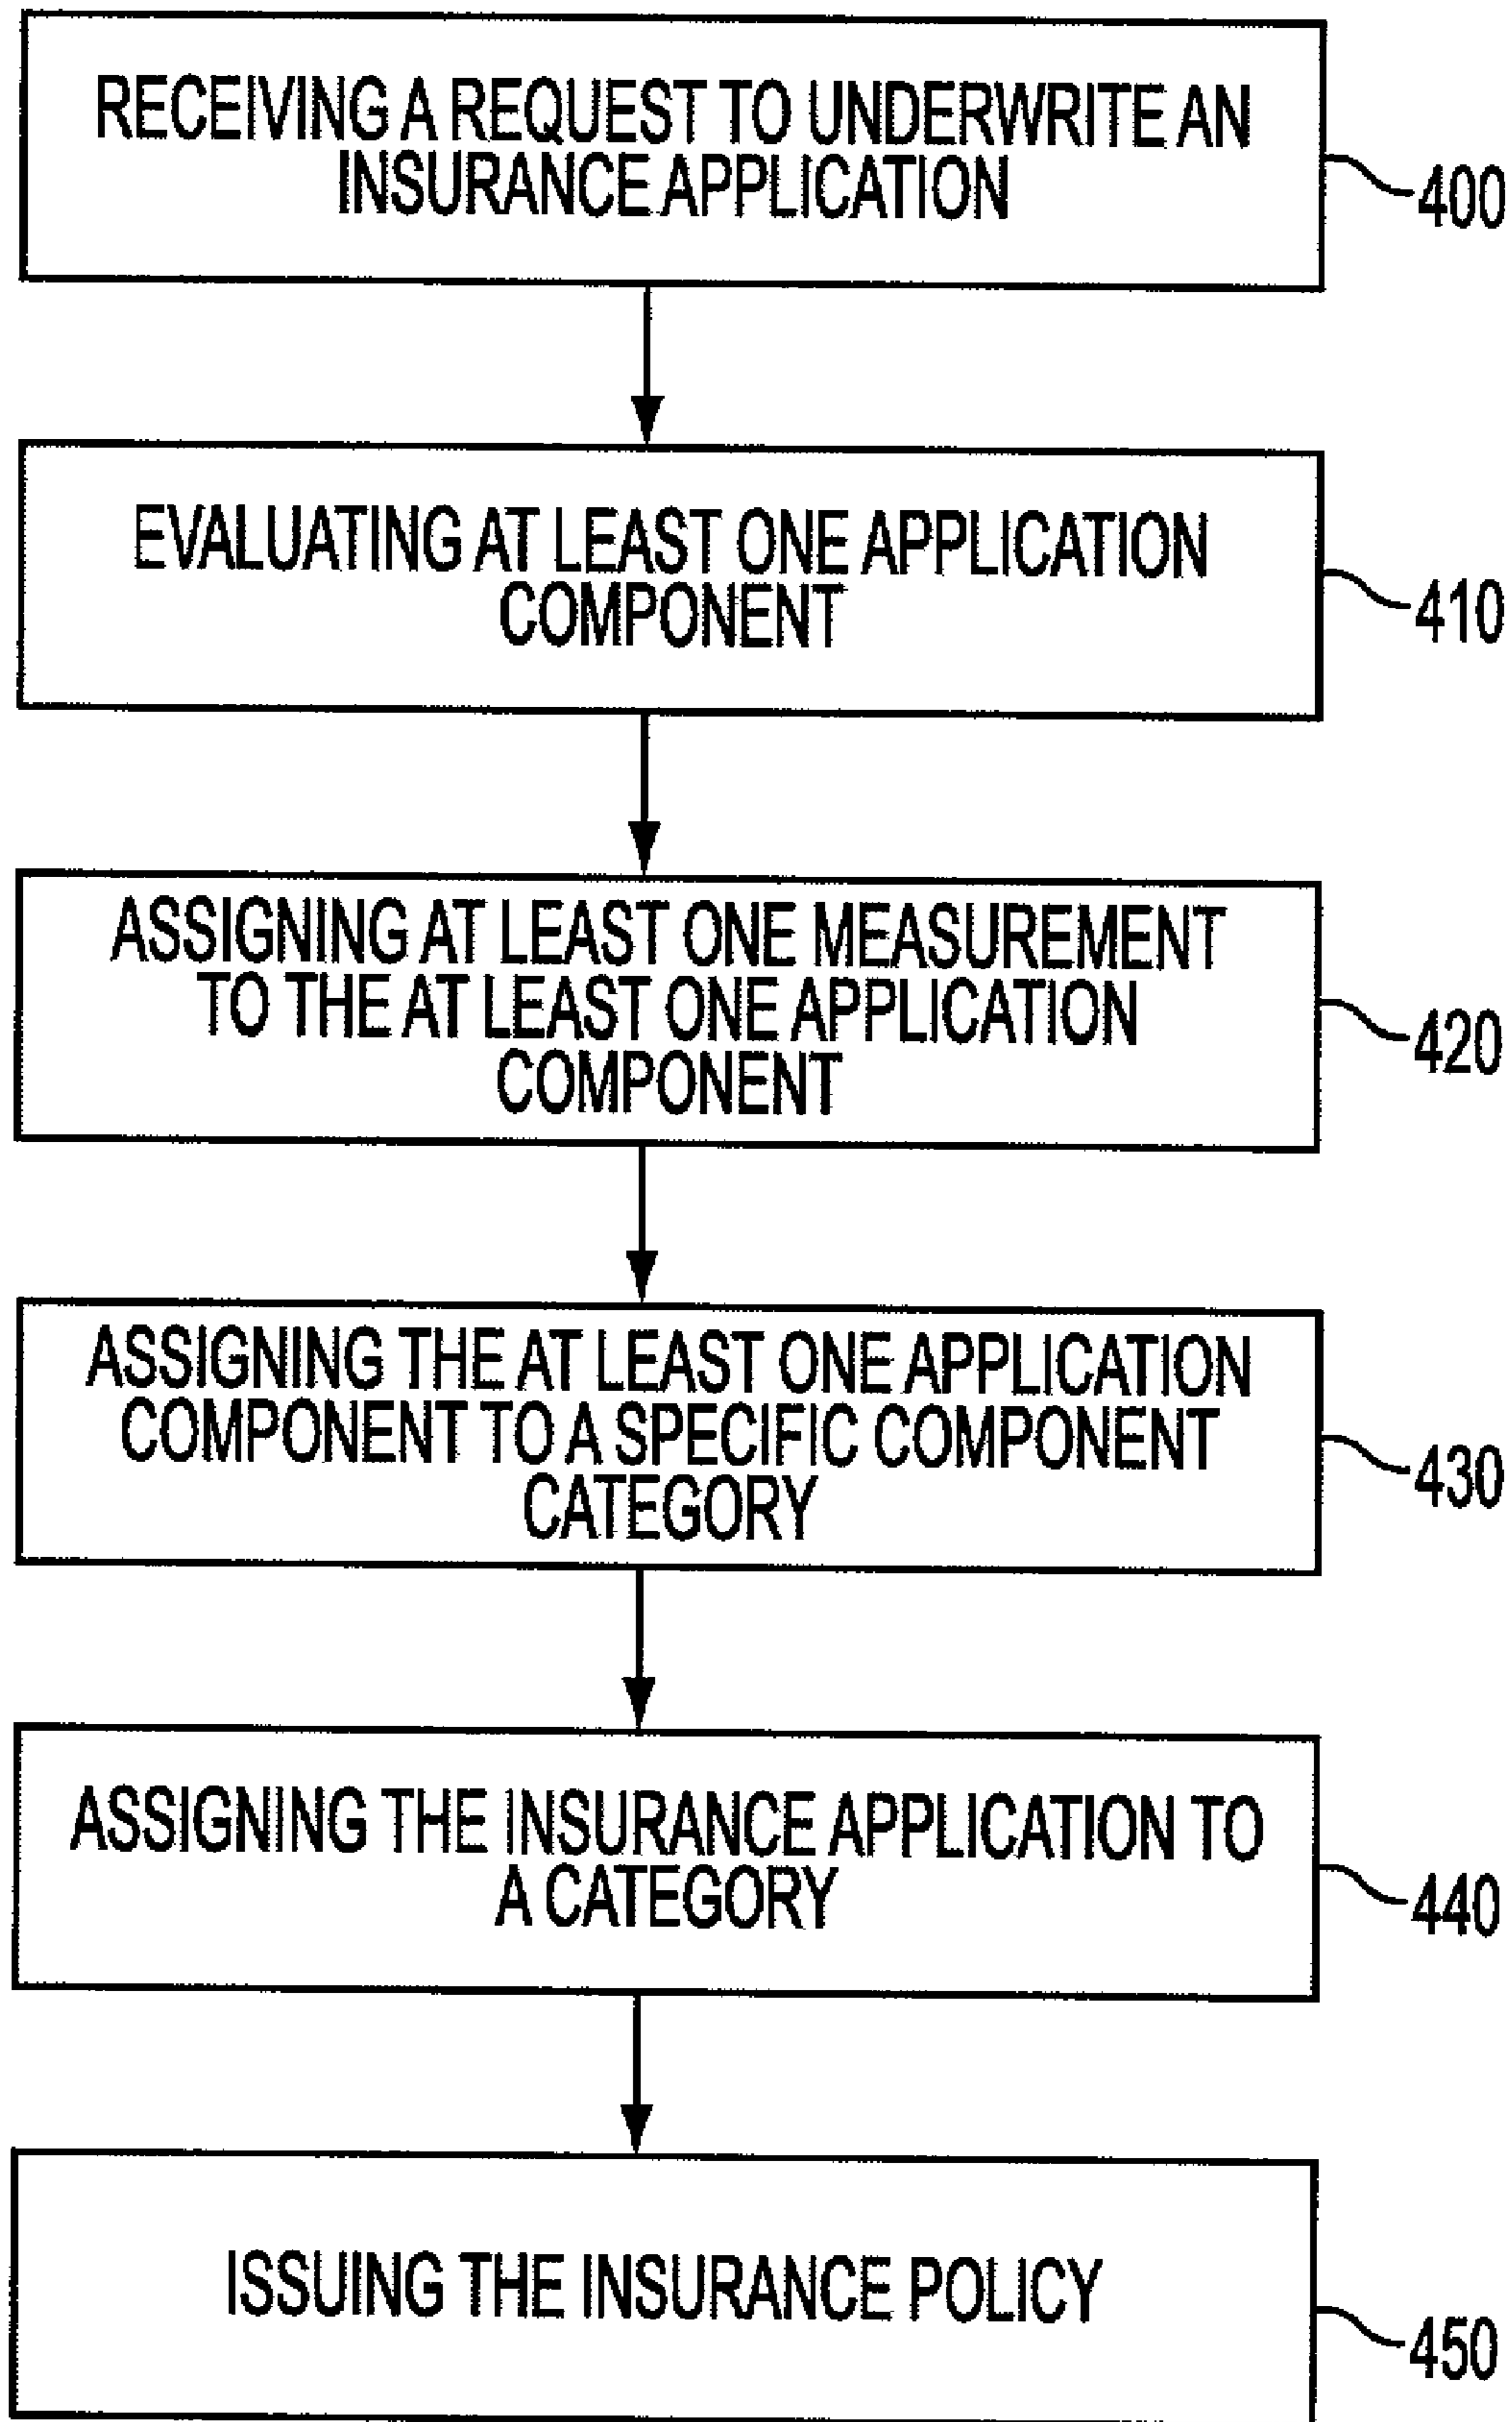 RECEIVING A REQUEST TO UNDERWRITE AN
INSURANCE APPLICATION
400
EVALUATING AT LEAST ONE APPLICATION
COMPONENT
410
ASSIGNING AT LEAST ONE MEASUREMENT
TO THE AT LEAST ONE APPLICATION
COMPONENT
420
ASSIGNING THE AT LEAST ONE APPLICATION
COMPONENT TO A SPECIFIC COMPONENT
CATEGORY
430
ASSIGNING THE INSURANCE APPLICATION TO
A CATEGORY
440
ISSUING THE INSURANCE POLICY
450